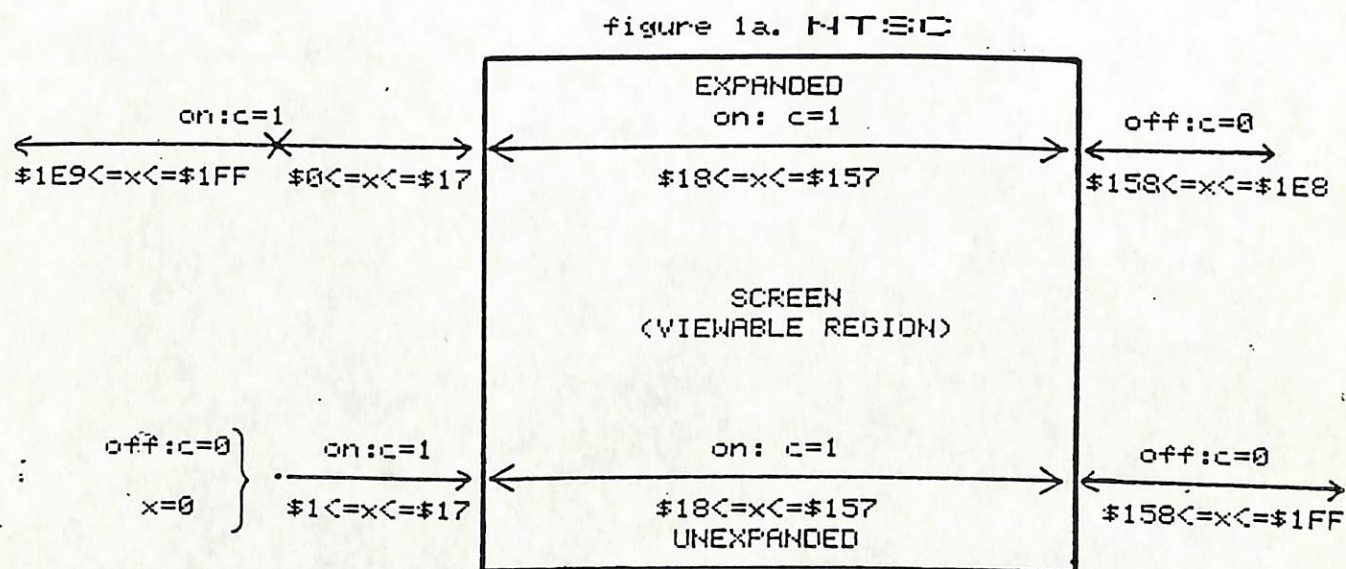 figure 1a. NTSC
EXPANDED
on:c=1
on: c=1
off:c=0
$1E9<=x<=$1FF
$0<=x<=$17
$18<=x<=$157
$158<=x<=$1E8
SCREEN
(VIEWABLE REGION)
off:c=0
on:c=1
on: c=1
off:c=0
x=0
$1<=x<=$17
$18<=x<=$157
$158<=x<=$1FF
UNEXPANDED